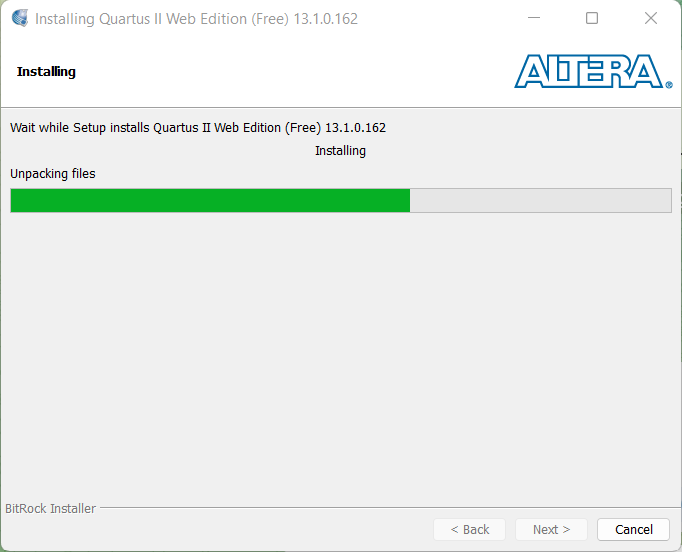 Installing Quartus II Web Edition (Free) 13.1.0.162
Installing
ALTERA®
Wait while Setup installs Quartus II Web Edition (Free) 13.1.0.162
Installing
Unpacking files
BitRock Installer
< Back
Next >
Cancel